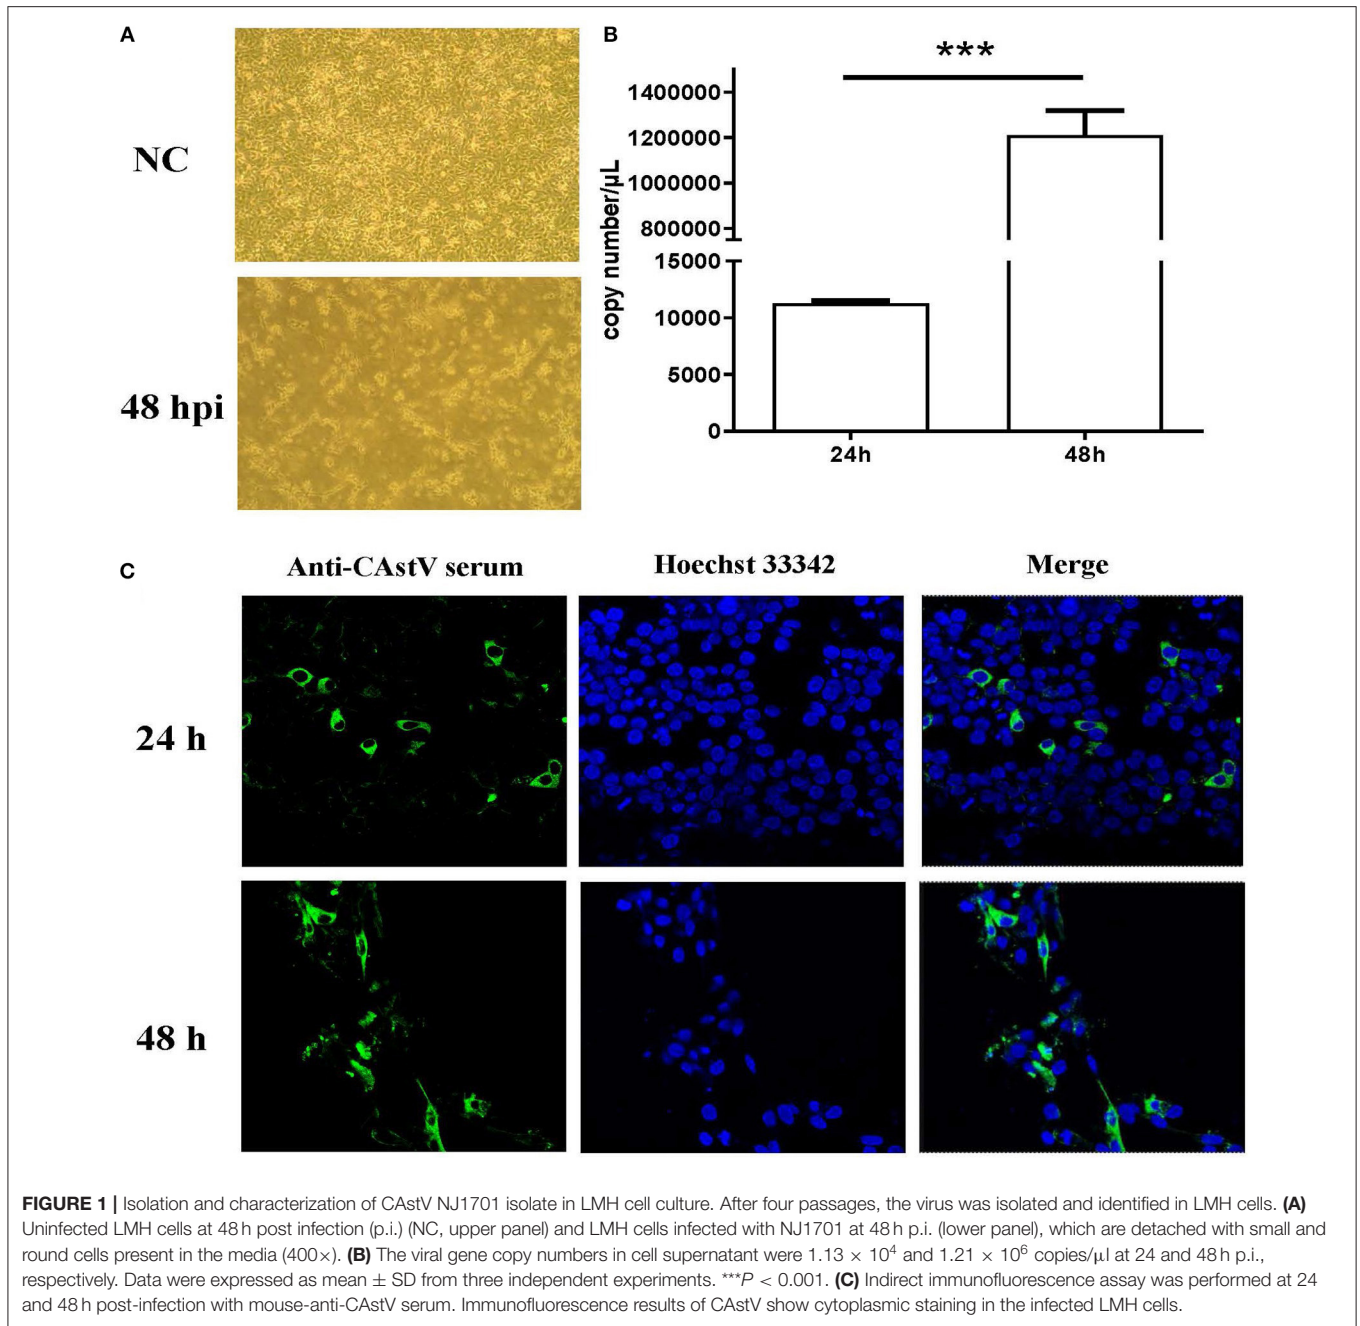 A
B
NC
48 hpi
***
copy number/µL
1400000
1200000
1000000
800000
15000
10000
5000
0
24h
48h
C
Anti-CAstV serum
Hoechst 33342
Merge
24 h
48 h
FIGURE 1 | Isolation and characterization of CAstV NJ1701 isolate in LMH cell culture. After four passages, the virus was isolated and identified in LMH cells. (A)
Uninfected LMH cells at 48 h post infection (p.i.) (NC, upper panel) and LMH cells infected with NJ1701 at 48 h p.i. (lower panel), which are detached with small and
round cells present in the media (400×). (B) The viral gene copy numbers in cell supernatant were 1.13 × 10⁴ and 1.21 × 10⁶ copies/µl at 24 and 48 h p.i.,
respectively. Data were expressed as mean ± SD from three independent experiments. ***P < 0.001. (C) Indirect immunofluorescence assay was performed at 24
and 48 h post-infection with mouse-anti-CAstV serum. Immunofluorescence results of CAstV show cytoplasmic staining in the infected LMH cells.